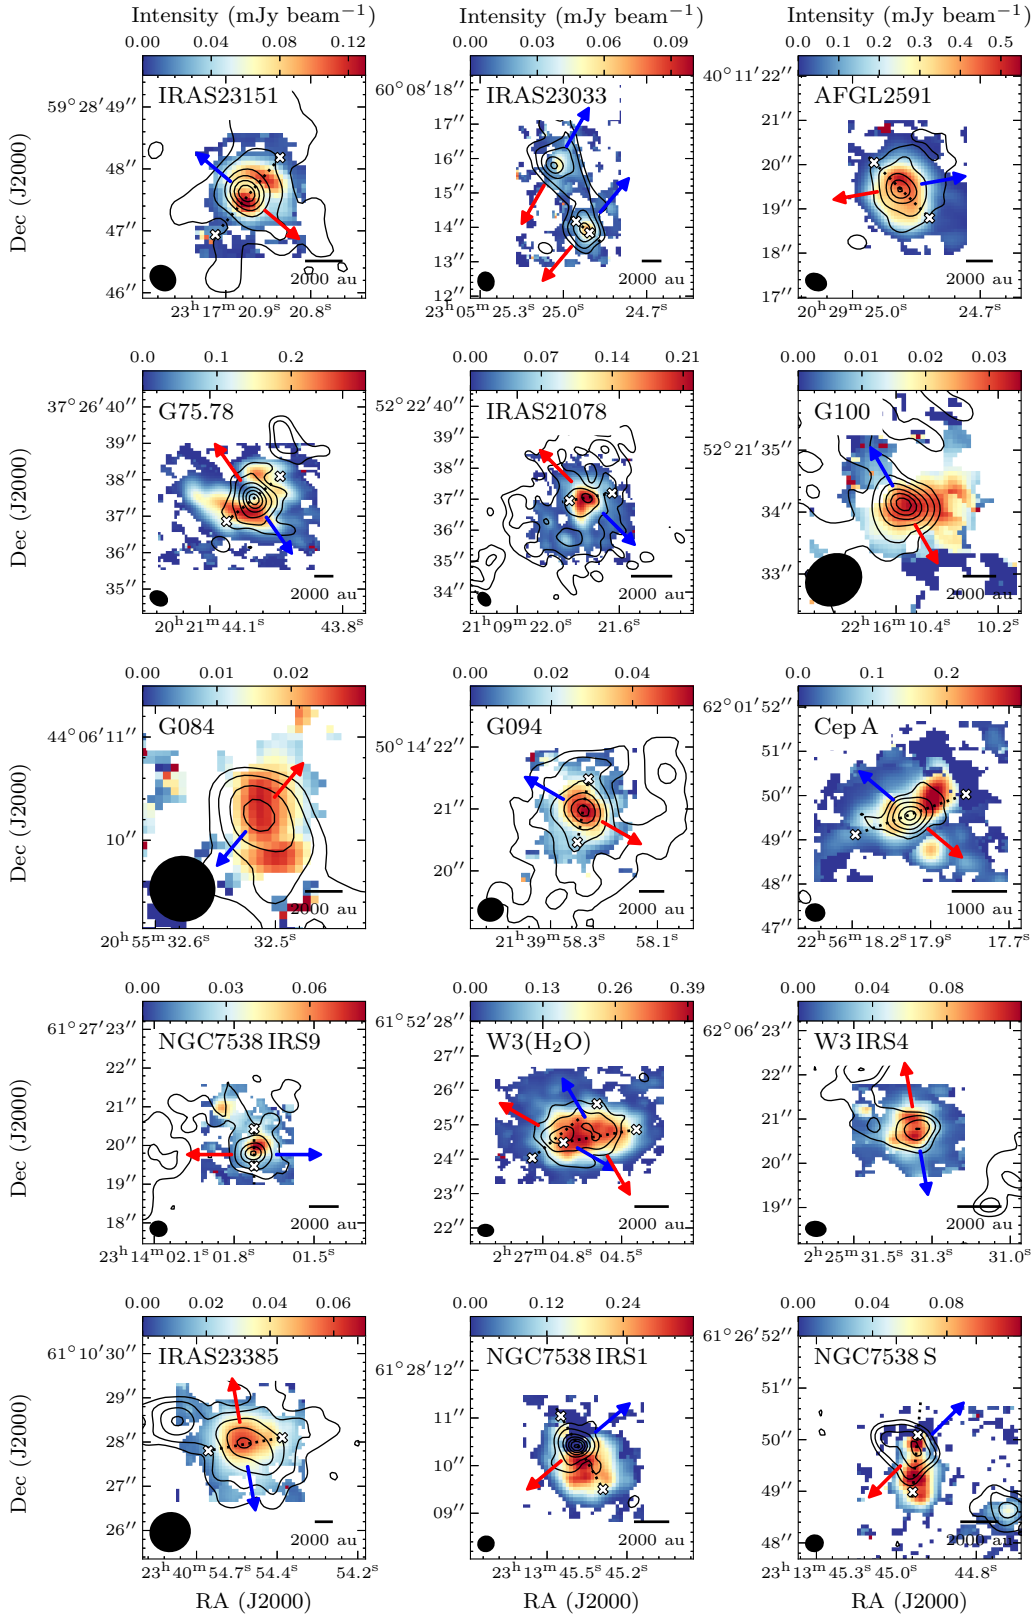 Intensity (mJy beam⁻¹) Intensity (mJy beam⁻¹) Intensity (mJy beam⁻¹)
0.00 0.04 0.08 0.12 0.00 0.03 0.06 0.09 0.0 0.1 0.2 0.3 0.4 0.5
IRAS23151 IRAS23033 AFGL2591
Dec (J2000)
59°28′49″ 48″ 47″ 46″
60°08′18″ 17″ 16″ 15″ 14″ 13″ 12″
40°11′22″ 21″ 20″ 19″ 18″ 17″
2000 au 2000 au 2000 au
23ʰ17ᵐ20.9ˢ 20.8ˢ 23ʰ05ᵐ25.3ˢ 25.0ˢ 24.7ˢ 20ʰ29ᵐ25.0ˢ 24.7ˢ
0.0 0.1 0.2 0.00 0.07 0.14 0.21 0.00 0.01 0.02 0.03
G75.78 IRAS21078 G100
Dec (J2000)
37°26′40″ 39″ 38″ 37″ 36″ 35″
52°22′40″ 39″ 38″ 37″ 36″ 35″ 34″
52°21′35″ 34″ 33″
2000 au 2000 au 2000 au
20ʰ21ᵐ44.1ˢ 43.8ˢ 21ʰ09ᵐ22.0ˢ 21.6ˢ 22ʰ16ᵐ10.4ˢ 10.2ˢ
0.00 0.01 0.02 0.00 0.02 0.04 0.0 0.1 0.2
G084 G094 Cep A
Dec (J2000)
44°06′11″ 10″
50°14′22″ 21″ 20″
62°01′52″ 51″ 50″ 49″ 48″ 47″
2000 au 2000 au 1000 au
20ʰ55ᵐ32.6ˢ 32.5ˢ 21ʰ39ᵐ58.3ˢ 58.1ˢ 22ʰ56ᵐ18.2ˢ 17.9ˢ 17.7ˢ
0.00 0.03 0.06 0.00 0.13 0.26 0.39 0.00 0.04 0.08
NGC7538 IRS9 W3(H₂O) W3 IRS4
Dec (J2000)
61°27′23″ 22″ 21″ 20″ 19″ 18″
61°52′28″ 27″ 26″ 25″ 24″ 23″ 22″
62°06′23″ 22″ 21″ 20″ 19″
2000 au 2000 au 2000 au
23ʰ14ᵐ02.1ˢ 01.8ˢ 01.5ˢ 2ʰ27ᵐ04.8ˢ 04.5ˢ 2ʰ25ᵐ31.5ˢ 31.3ˢ 31.0ˢ
0.00 0.02 0.04 0.06 0.00 0.12 0.24 0.00 0.04 0.08
IRAS23385 NGC7538 IRS1 NGC7538 S
Dec (J2000)
61°10′30″ 29″ 28″ 27″ 26″
61°28′12″ 11″ 10″ 09″
61°26′52″ 51″ 50″ 49″ 48″
2000 au 2000 au 2000 au
23ʰ40ᵐ54.7ˢ 54.4ˢ 54.2ˢ 23ʰ13ᵐ45.5ˢ 45.2ˢ 23ʰ13ᵐ45.3ˢ 45.0ˢ 44.8ˢ
RA (J2000) RA (J2000) RA (J2000)